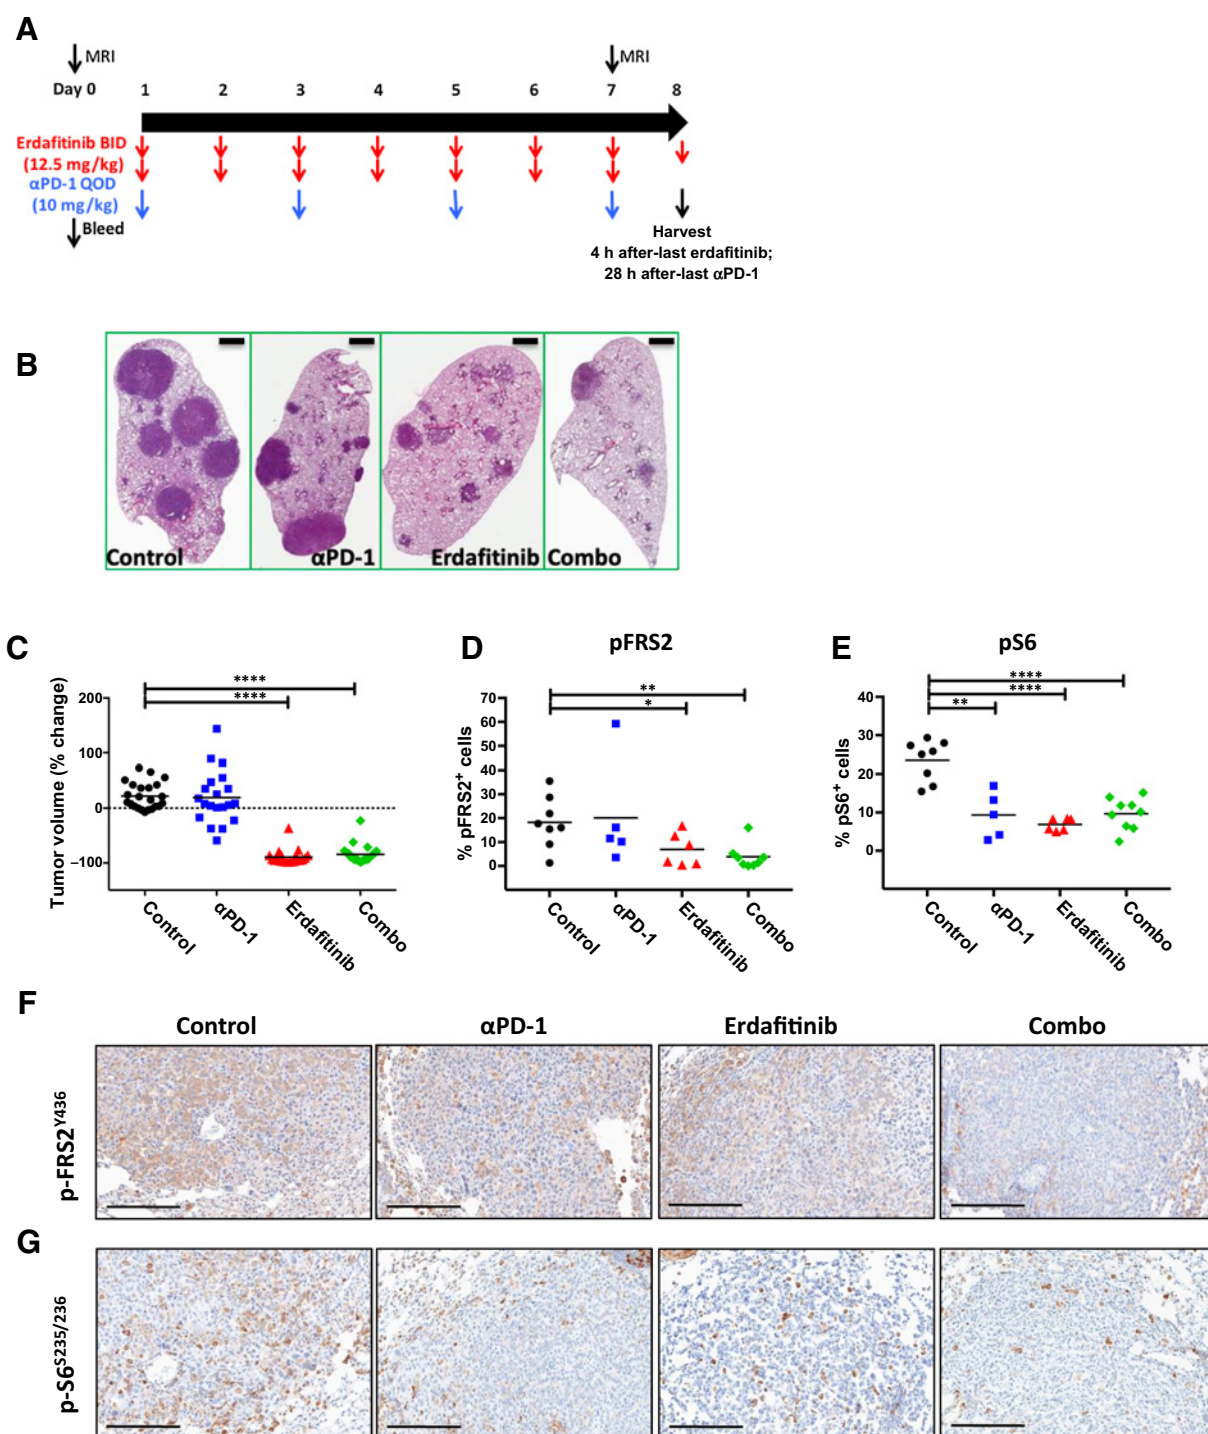 A
MRI
MRI
Day 0 1 2 3 4 5 6 7 8
Erdafitinib BID
(12.5 mg/kg)
αPD-1 QOD
(10 mg/kg)
Bleed
Harvest
4 h after-last erdafitinib;
28 h after-last αPD-1
B
Control
αPD-1
Erdafitinib
Combo
C
Tumor volume (% change)
200
100
0
−100
****
****
Control
αPD-1
Erdafitinib
Combo
D
pFRS2
% pFRS2+ cells
70
60
50
40
30
20
10
0
**
*
Control
αPD-1
Erdafitinib
Combo
E
pS6
% pS6+ cells
40
30
20
10
0
****
****
**
Control
αPD-1
Erdafitinib
Combo
F
Control
αPD-1
Erdafitinib
Combo
p-FRS2Y436
G
p-S6S235/236